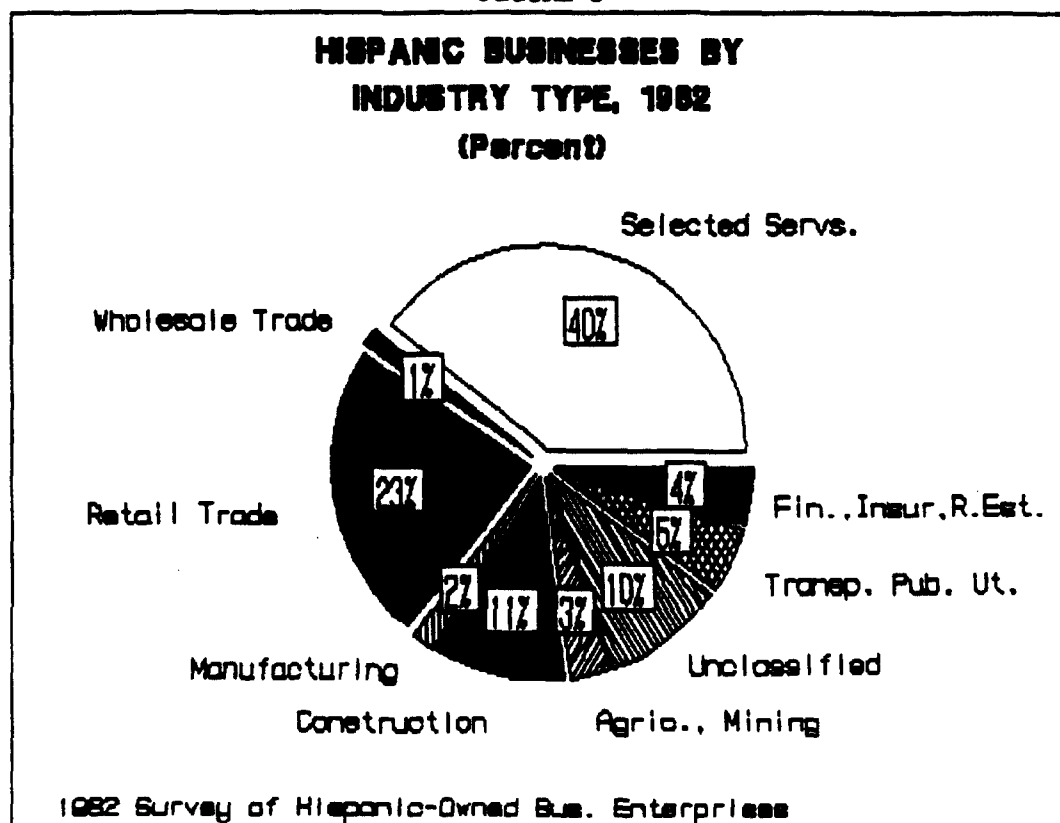 HISPANIC BUSINESSES BY
INDUSTRY TYPE, 1982
(Percent)
Selected Servs.
40%
Wholesale Trade
1%
Retail Trade
23%
4%
Fin.,Insur,R.Est.
Transp. Pub. Ut.
2%
11%
3%
10%
Manufacturing
Unclassified
Construction
Agric., Mining
1982 Survey of Hispanic-Owned Bus. Enterprises